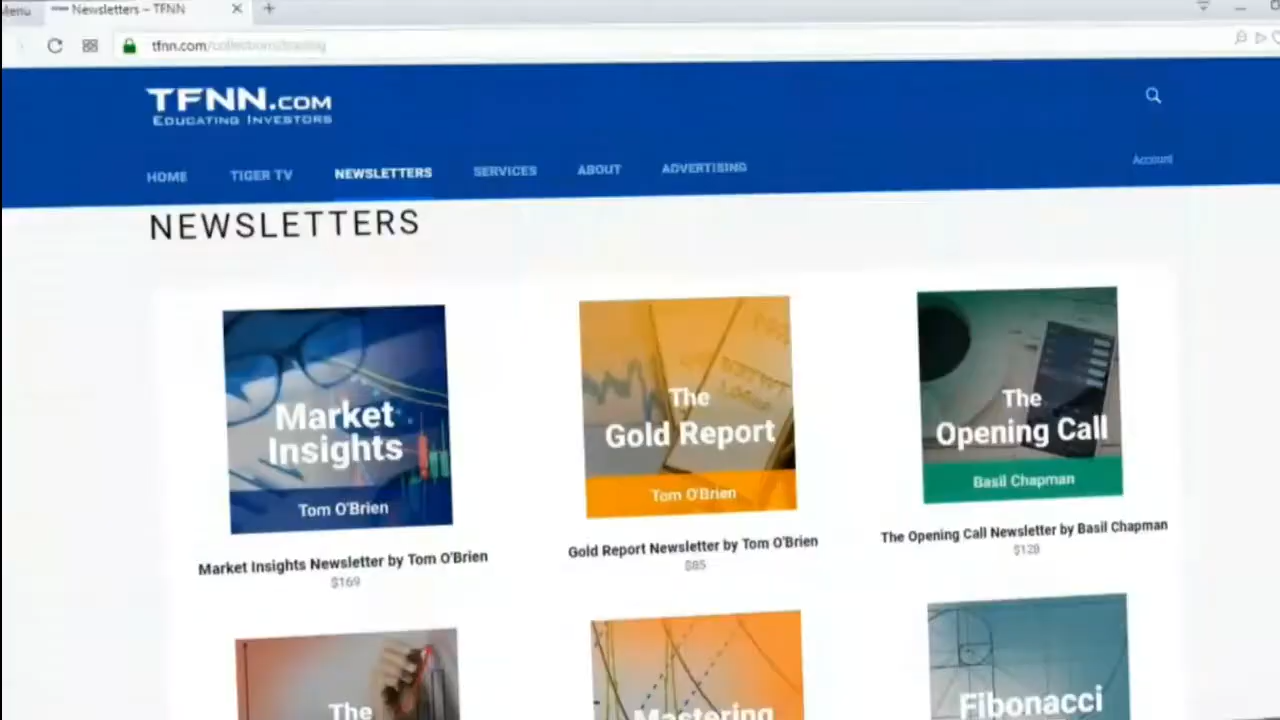 Menu
Newsletters – TFNN
tfnn.com
TFNN.COM
EDUCATING INVESTORS
HOME
TIGER TV
NEWSLETTERS
SERVICES
ABOUT
ADVERTISING
Account
NEWSLETTERS
Market
Insights
Tom O'Brien
Market Insights Newsletter by Tom O'Brien
$169
The
Gold Report
Tom O'Brien
Gold Report Newsletter by Tom O'Brien
$85
The
Opening Call
Basil Chapman
The Opening Call Newsletter by Basil Chapman
The
Mastering
Fibonacci